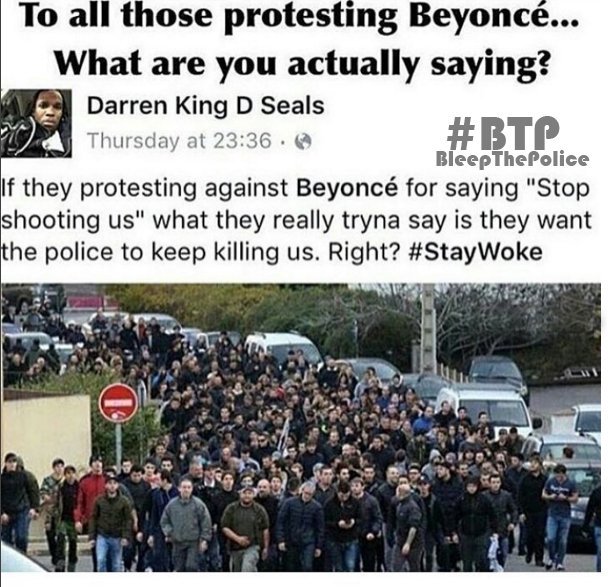 To all those protesting Beyoncé...
What are you actually saying?
Darren King D Seals
Thursday at 23:36 ·
#BTP
BleepThePolice
If they protesting against Beyoncé for saying "Stop
shooting us" what they really tryna say is they want
the police to keep killing us. Right? #StayWoke